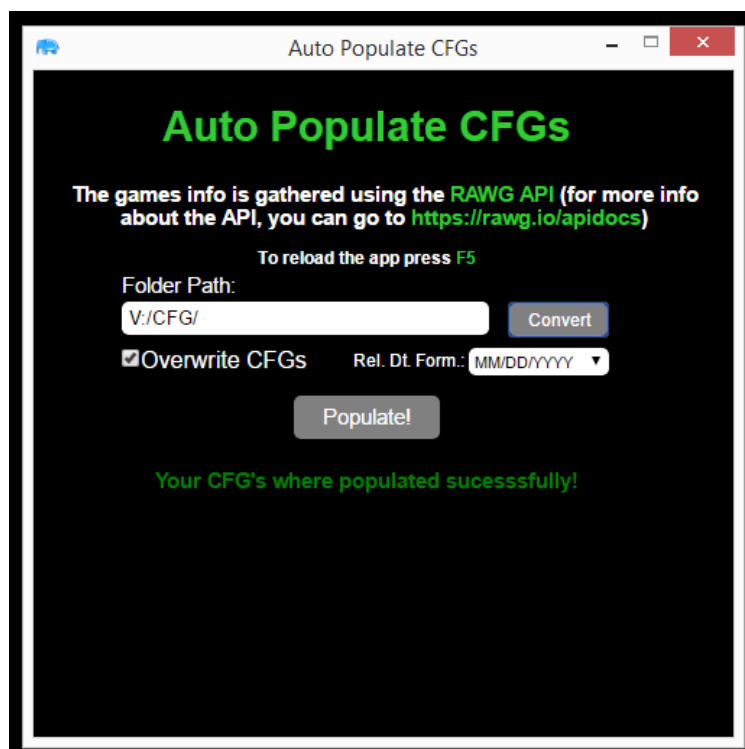 Auto Populate CFGs
Auto Populate CFGs
The games info is gathered using the RAWG API (for more info
about the API, you can go to https://rawg.io/apidocs)
To reload the app press F5
Folder Path:
V:/CFG/ Convert
Overwrite CFGs Rel. Dt. Form.: MM/DD/YYYY
Populate!
Your CFG's where populated sucesssfully!